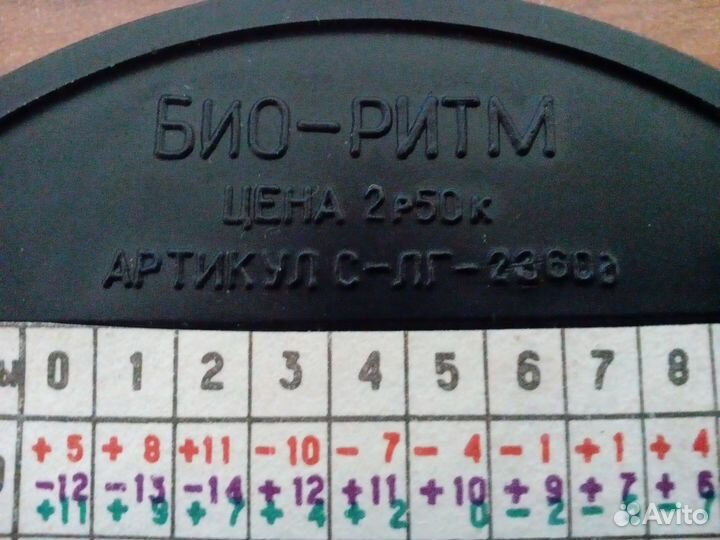 БИО-РИТМ
ЦЕНА 2р50к
АРТИКУЛ С-ЛГ-2360д
ы 0 1 2 3 4 5 6 7 8
+5 +8 +11 -10 -7 -4 -1 +1 +4
-12 -13 -14 +12 +11 +10 +9 +7 +6
+11 +9 +7 +4 +2 0 -2
Avito